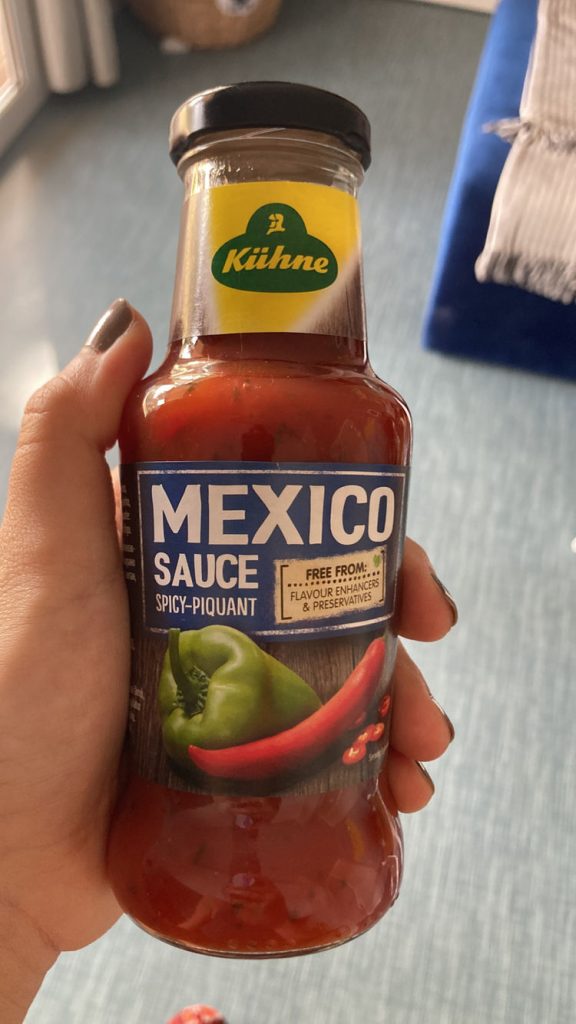 Kühne
MEXICO
SAUCE
SPICY-PIQUANT
FREE FROM:
FLAVOUR ENHANCERS
& PRESERVATIVES